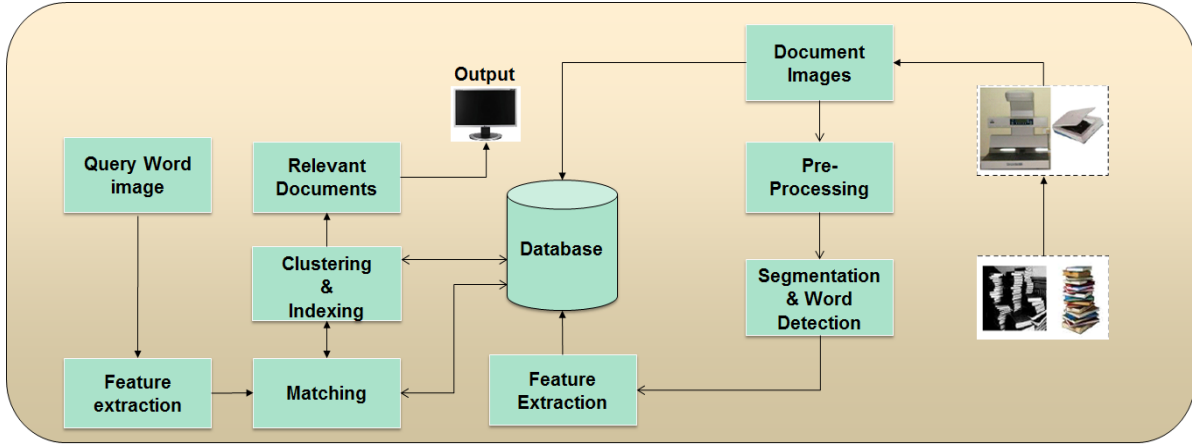 Output
Document
Images
Query Word
image
Relevant
Documents
Pre-
Processing
Database
Clustering
&
Indexing
Segmentation
& Word
Detection
Feature
extraction
Matching
Feature
Extraction